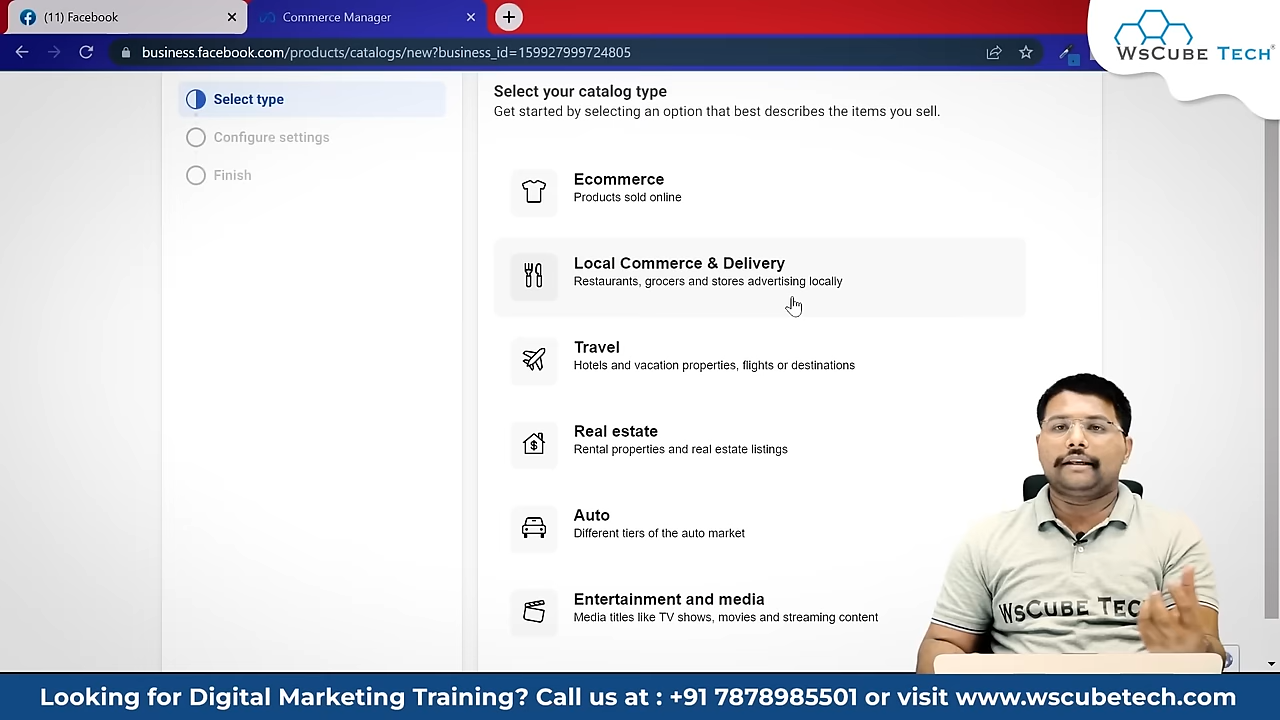 (11) Facebook
Commerce Manager
business.facebook.com/products/catalogs/new?business_id=159927999724805
WsCube Tech
Select type
Configure settings
Finish
Select your catalog type
Get started by selecting an option that best describes the items you sell.
Ecommerce
Products sold online
Local Commerce & Delivery
Restaurants, grocers and stores advertising locally
Travel
Hotels and vacation properties, flights or destinations
Real estate
Rental properties and real estate listings
Auto
Different tiers of the auto market
Entertainment and media
Media titles like TV shows, movies and streaming content
WsCube Tech
Looking for Digital Marketing Training? Call us at : +91 7878985501 or visit www.wscubetech.com